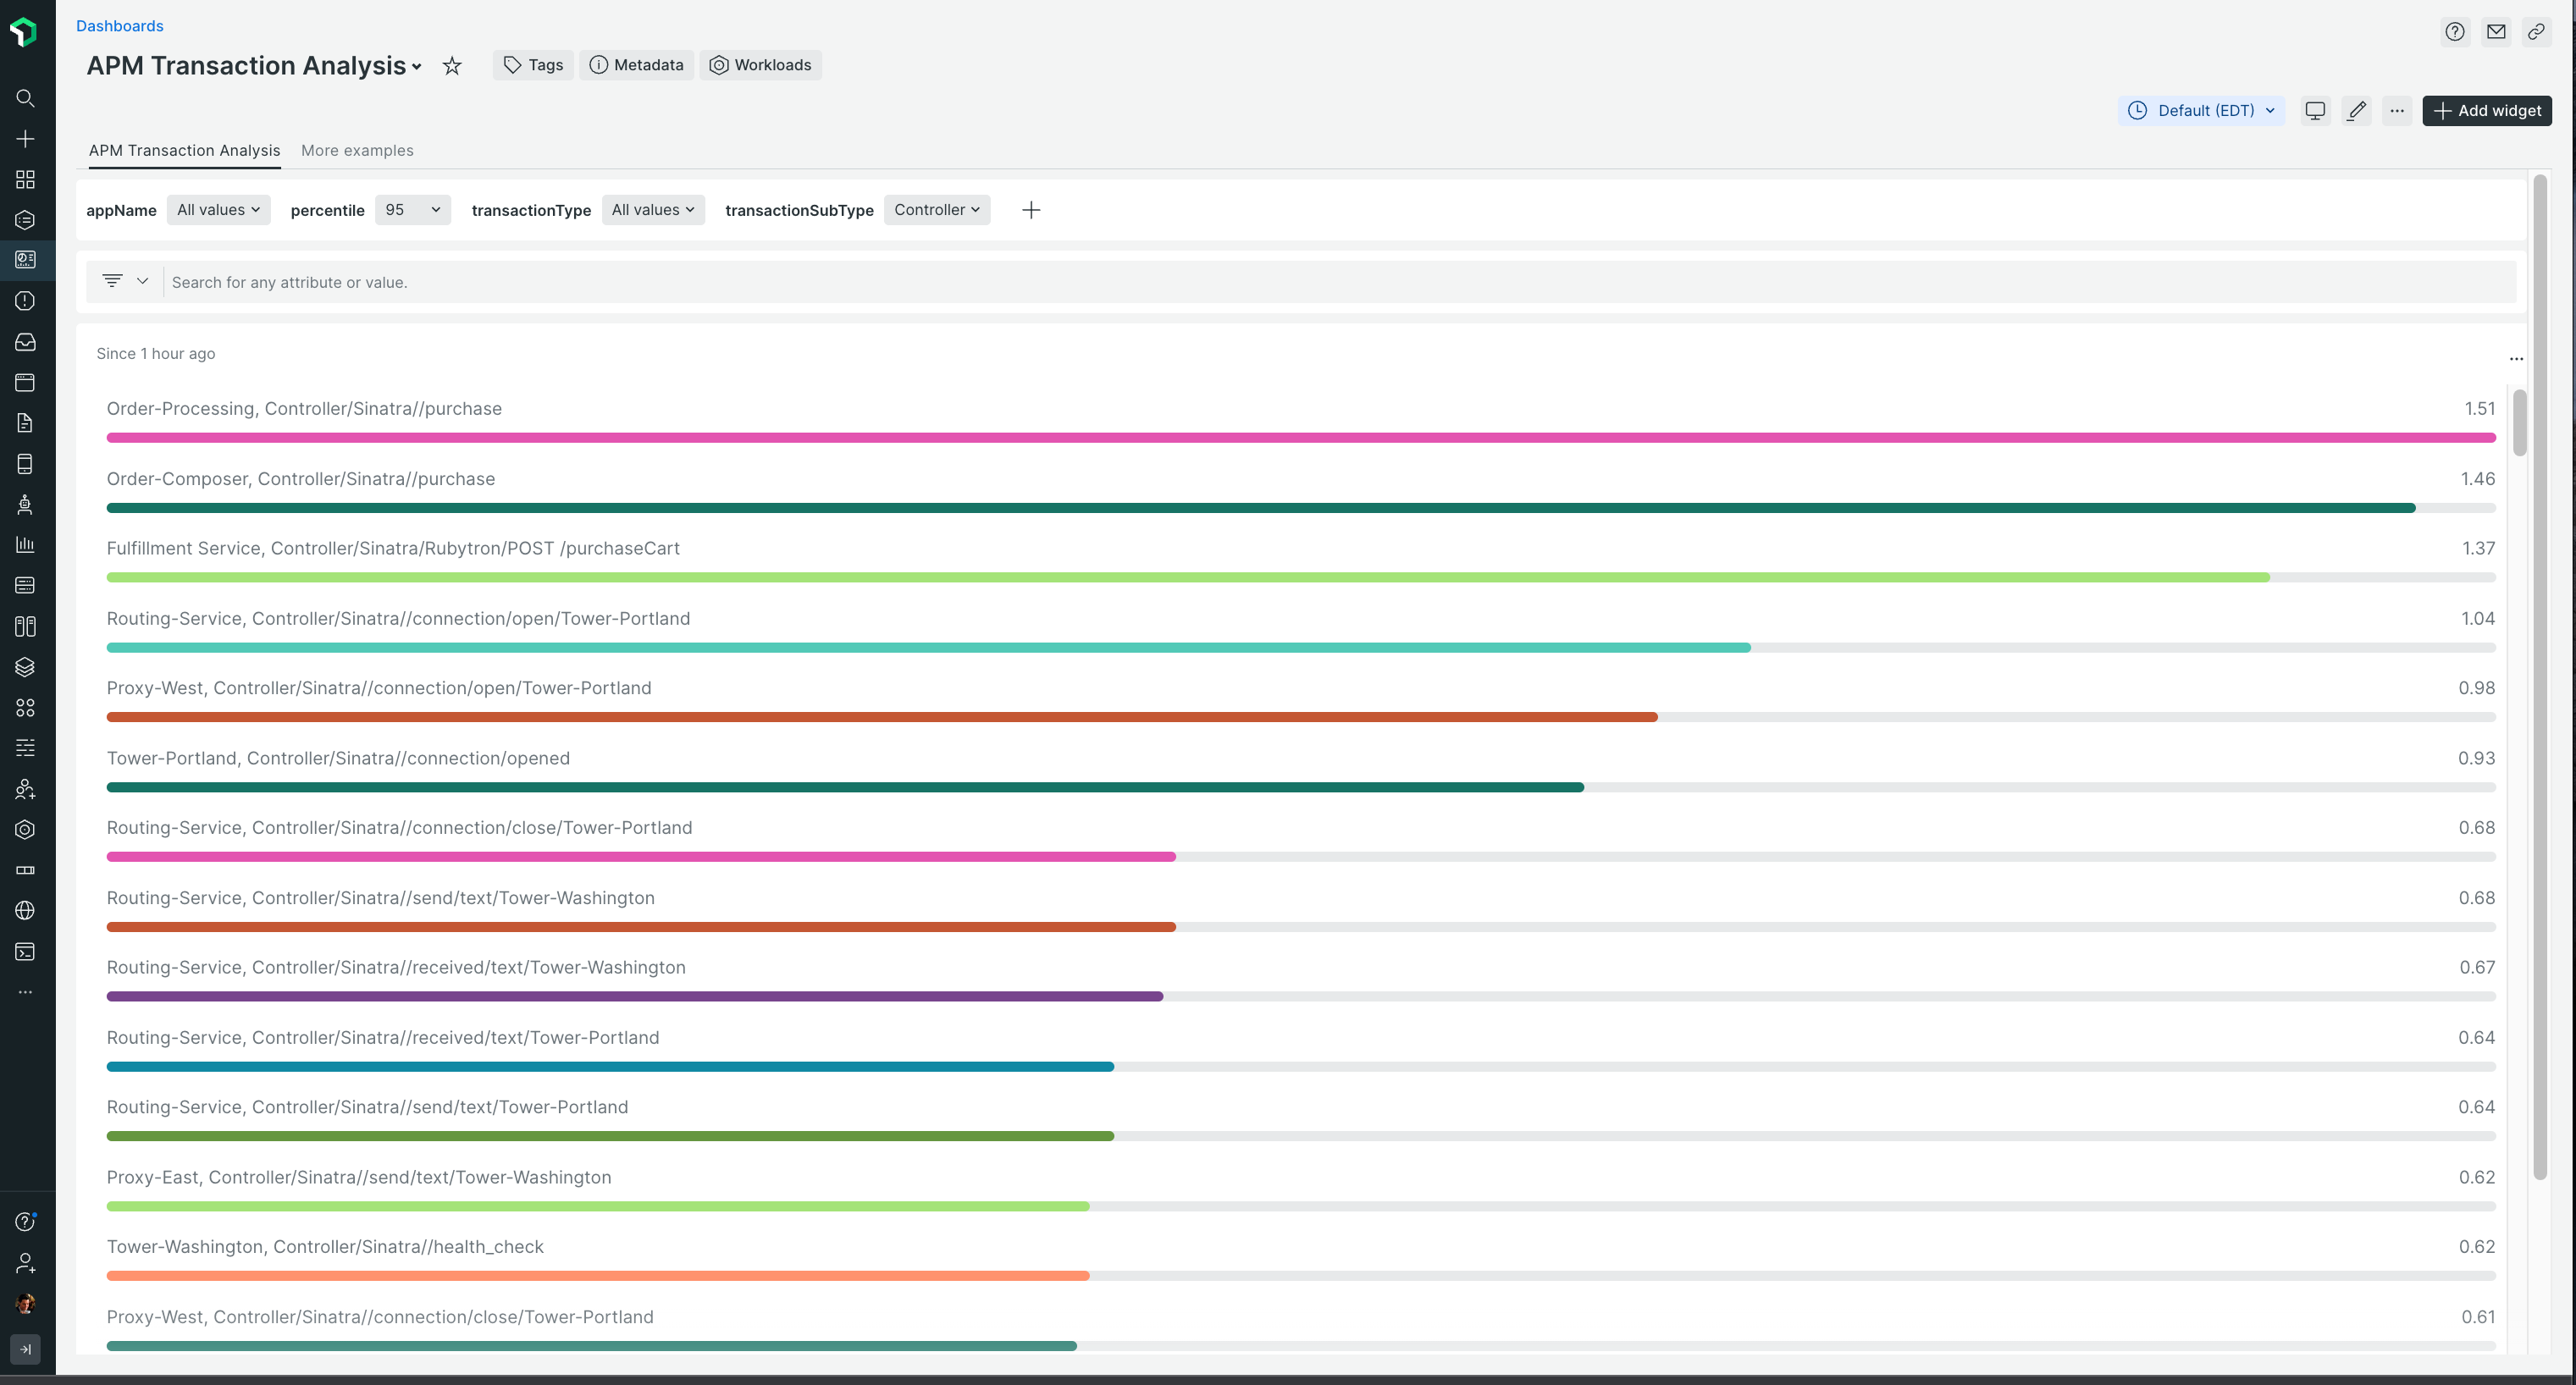 Dashboards
APM Transaction Analysis
Tags
Metadata
Workloads
Default (EDT)
Add widget
APM Transaction Analysis
More examples
appName All values percentile 95 transactionType All values transactionSubType Controller
Search for any attribute or value.
Since 1 hour ago
Order-Processing, Controller/Sinatra//purchase 1.51
Order-Composer, Controller/Sinatra//purchase 1.46
Fulfillment Service, Controller/Sinatra/Rubytron/POST /purchaseCart 1.37
Routing-Service, Controller/Sinatra//connection/open/Tower-Portland 1.04
Proxy-West, Controller/Sinatra//connection/open/Tower-Portland 0.98
Tower-Portland, Controller/Sinatra//connection/opened 0.93
Routing-Service, Controller/Sinatra//connection/close/Tower-Portland 0.68
Routing-Service, Controller/Sinatra//send/text/Tower-Washington 0.68
Routing-Service, Controller/Sinatra//received/text/Tower-Washington 0.67
Routing-Service, Controller/Sinatra//received/text/Tower-Portland 0.64
Routing-Service, Controller/Sinatra//send/text/Tower-Portland 0.64
Proxy-East, Controller/Sinatra//send/text/Tower-Washington 0.62
Tower-Washington, Controller/Sinatra//health_check 0.62
Proxy-West, Controller/Sinatra//connection/close/Tower-Portland 0.61